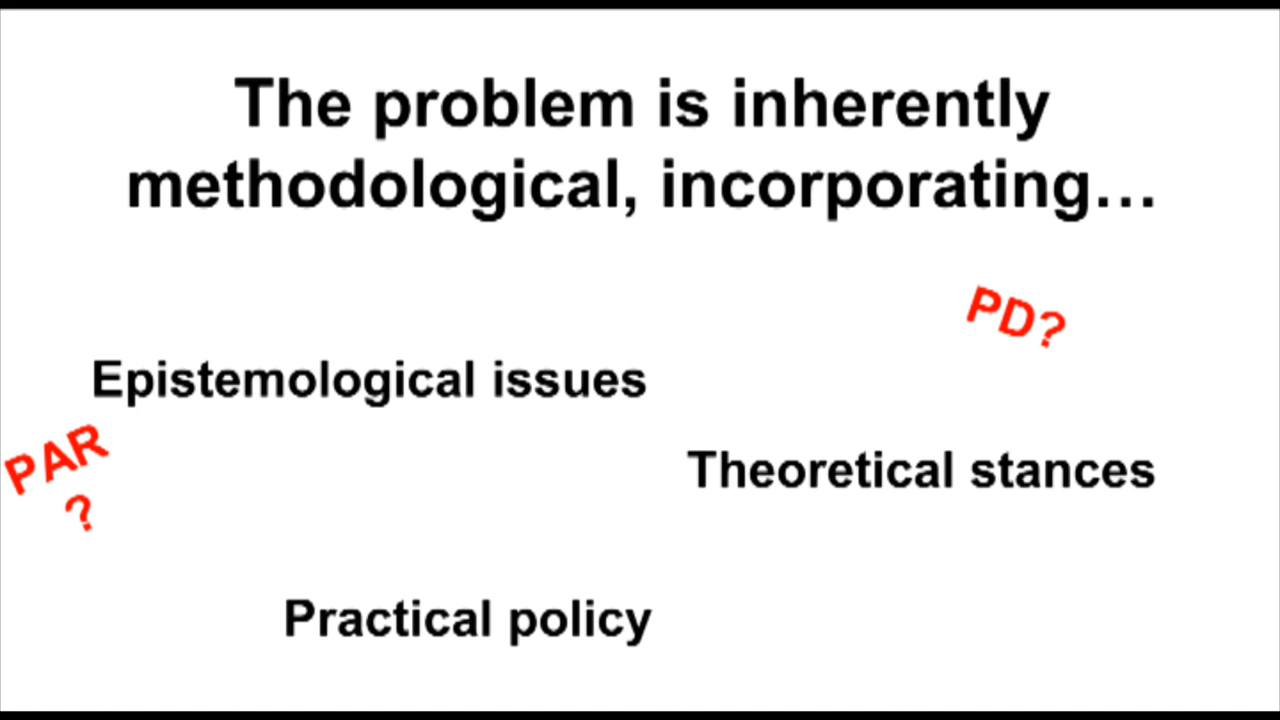 The problem is inherently
methodological, incorporating…
PD?
Epistemological issues
PAR
?
Theoretical stances
Practical policy